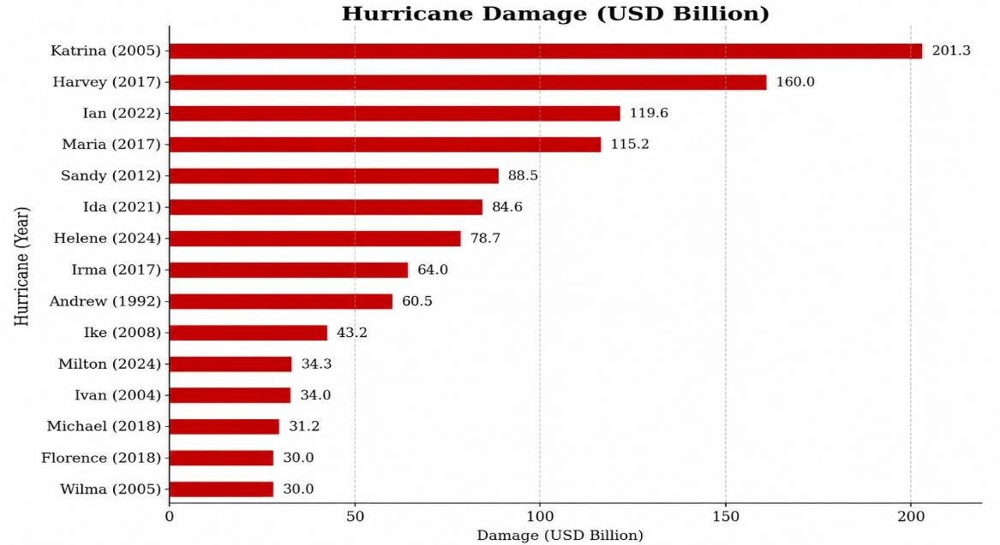 Hurricane Damage (USD Billion)
Hurricane (Year)
Katrina (2005) 201.3
Harvey (2017) 160.0
Ian (2022) 119.6
Maria (2017) 115.2
Sandy (2012) 88.5
Ida (2021) 84.6
Helene (2024) 78.7
Irma (2017) 64.0
Andrew (1992) 60.5
Ike (2008) 43.2
Milton (2024) 34.3
Ivan (2004) 34.0
Michael (2018) 31.2
Florence (2018) 30.0
Wilma (2005) 30.0
0 50 100 150 200
Damage (USD Billion)